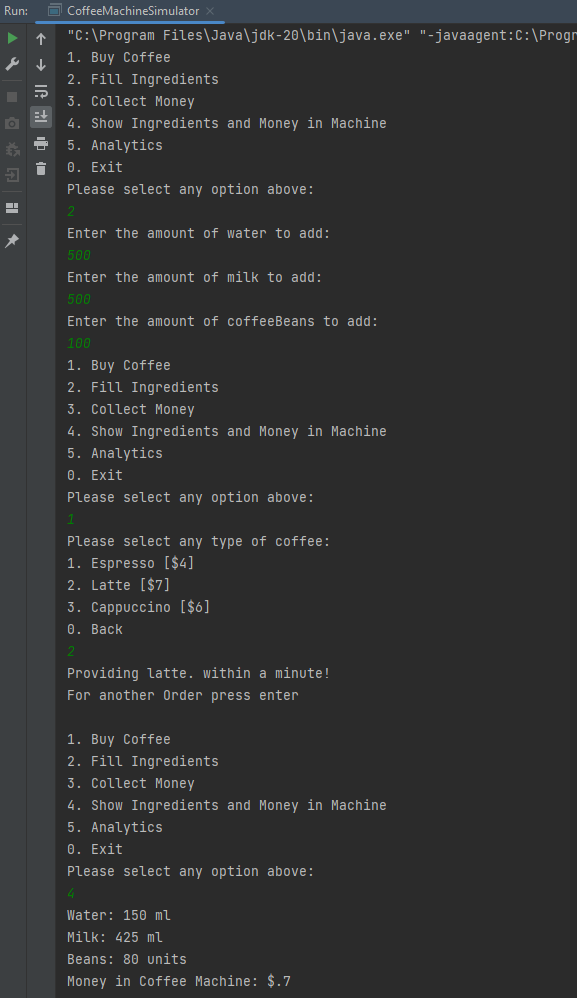 Run: CoffeeMachineSimulator
"C:\Program Files\Java\jdk-20\bin\java.exe" "-javaagent:C:\Progr
1. Buy Coffee
2. Fill Ingredients
3. Collect Money
4. Show Ingredients and Money in Machine
5. Analytics
0. Exit
Please select any option above:
2
Enter the amount of water to add:
500
Enter the amount of milk to add:
500
Enter the amount of coffeeBeans to add:
100
1. Buy Coffee
2. Fill Ingredients
3. Collect Money
4. Show Ingredients and Money in Machine
5. Analytics
0. Exit
Please select any option above:
1
Please select any type of coffee:
1. Espresso [$4]
2. Latte [$7]
3. Cappuccino [$6]
0. Back
2
Providing latte. within a minute!
For another Order press enter
1. Buy Coffee
2. Fill Ingredients
3. Collect Money
4. Show Ingredients and Money in Machine
5. Analytics
0. Exit
Please select any option above:
4
Water: 150 ml
Milk: 425 ml
Beans: 80 units
Money in Coffee Machine: $.7